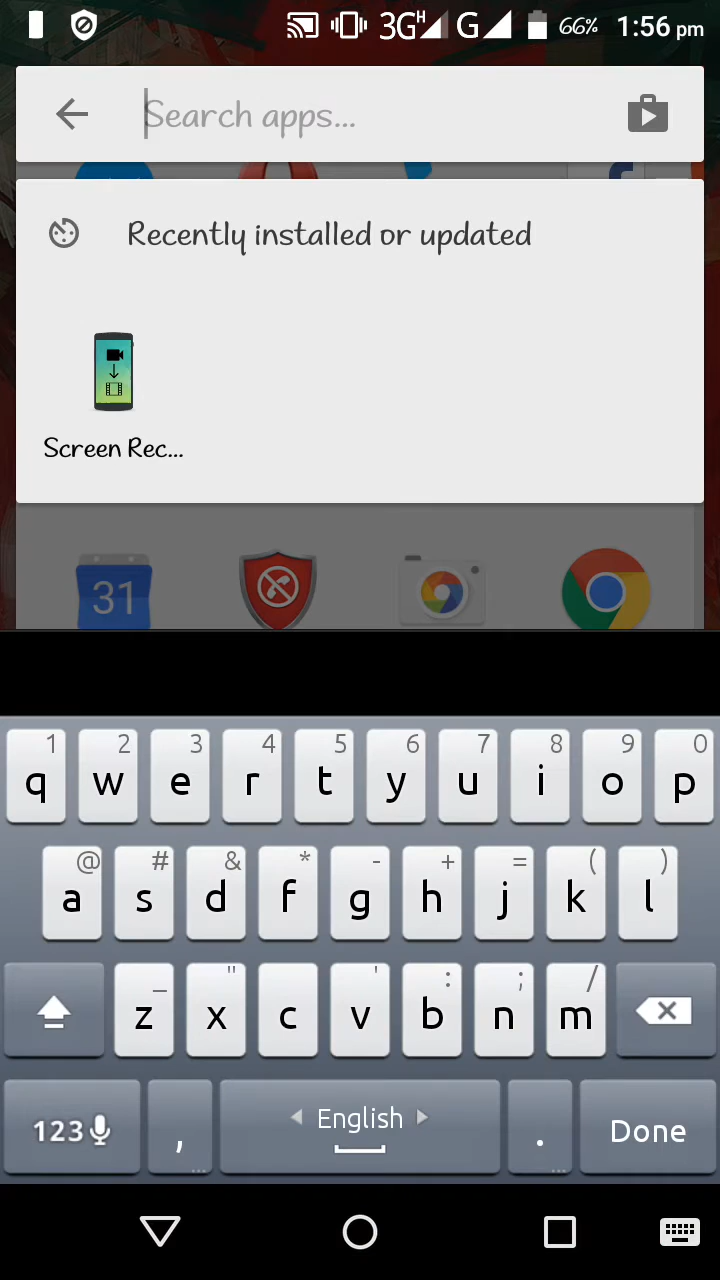 3G H G 66% 1:56 pm
Search apps...
Recently installed or updated
Screen Rec...
31
1 2 3 4 5 6 7 8 9 0
q w e r t y u i o p
@ # & * - + = ( )
a s d f g h j k l
_ " ' : ; /
z x c v b n m
123 , English . Done